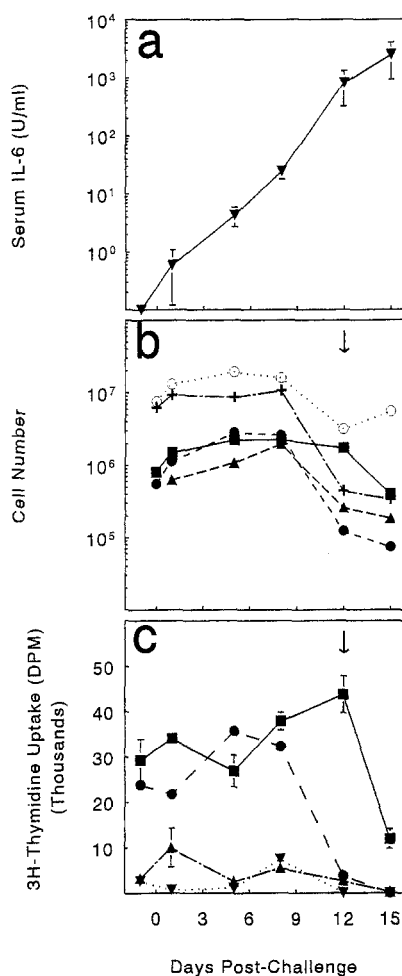 a
Serum IL-6 (U/ml)
10⁴
10³
10²
10¹
10⁰
b
↓
Cell Number
10⁷
10⁶
10⁵
c
↓
3H-Thymidine Uptake (DPM)
(Thousands)
50
40
30
20
10
0 3 6 9 12 15
Days Post-Challenge